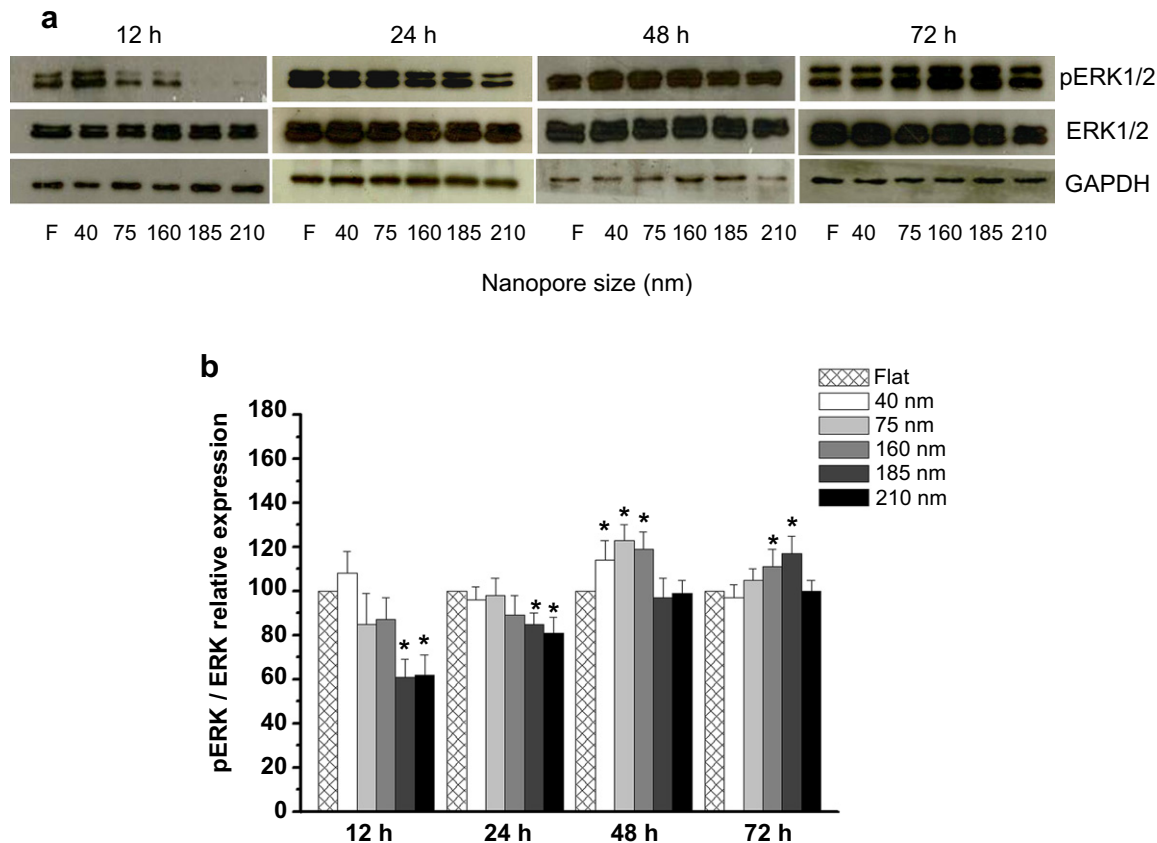 a
12 h 24 h 48 h 72 h
pERK1/2
ERK1/2
GAPDH
F 40 75 160 185 210 F 40 75 160 185 210 F 40 75 160 185 210 F 40 75 160 185 210
Nanopore size (nm)
b
Flat
40 nm
75 nm
160 nm
185 nm
210 nm
pERK / ERK relative expression
180
160
140
120
100
80
60
40
20
0
* * * * * * * * *
12 h 24 h 48 h 72 h